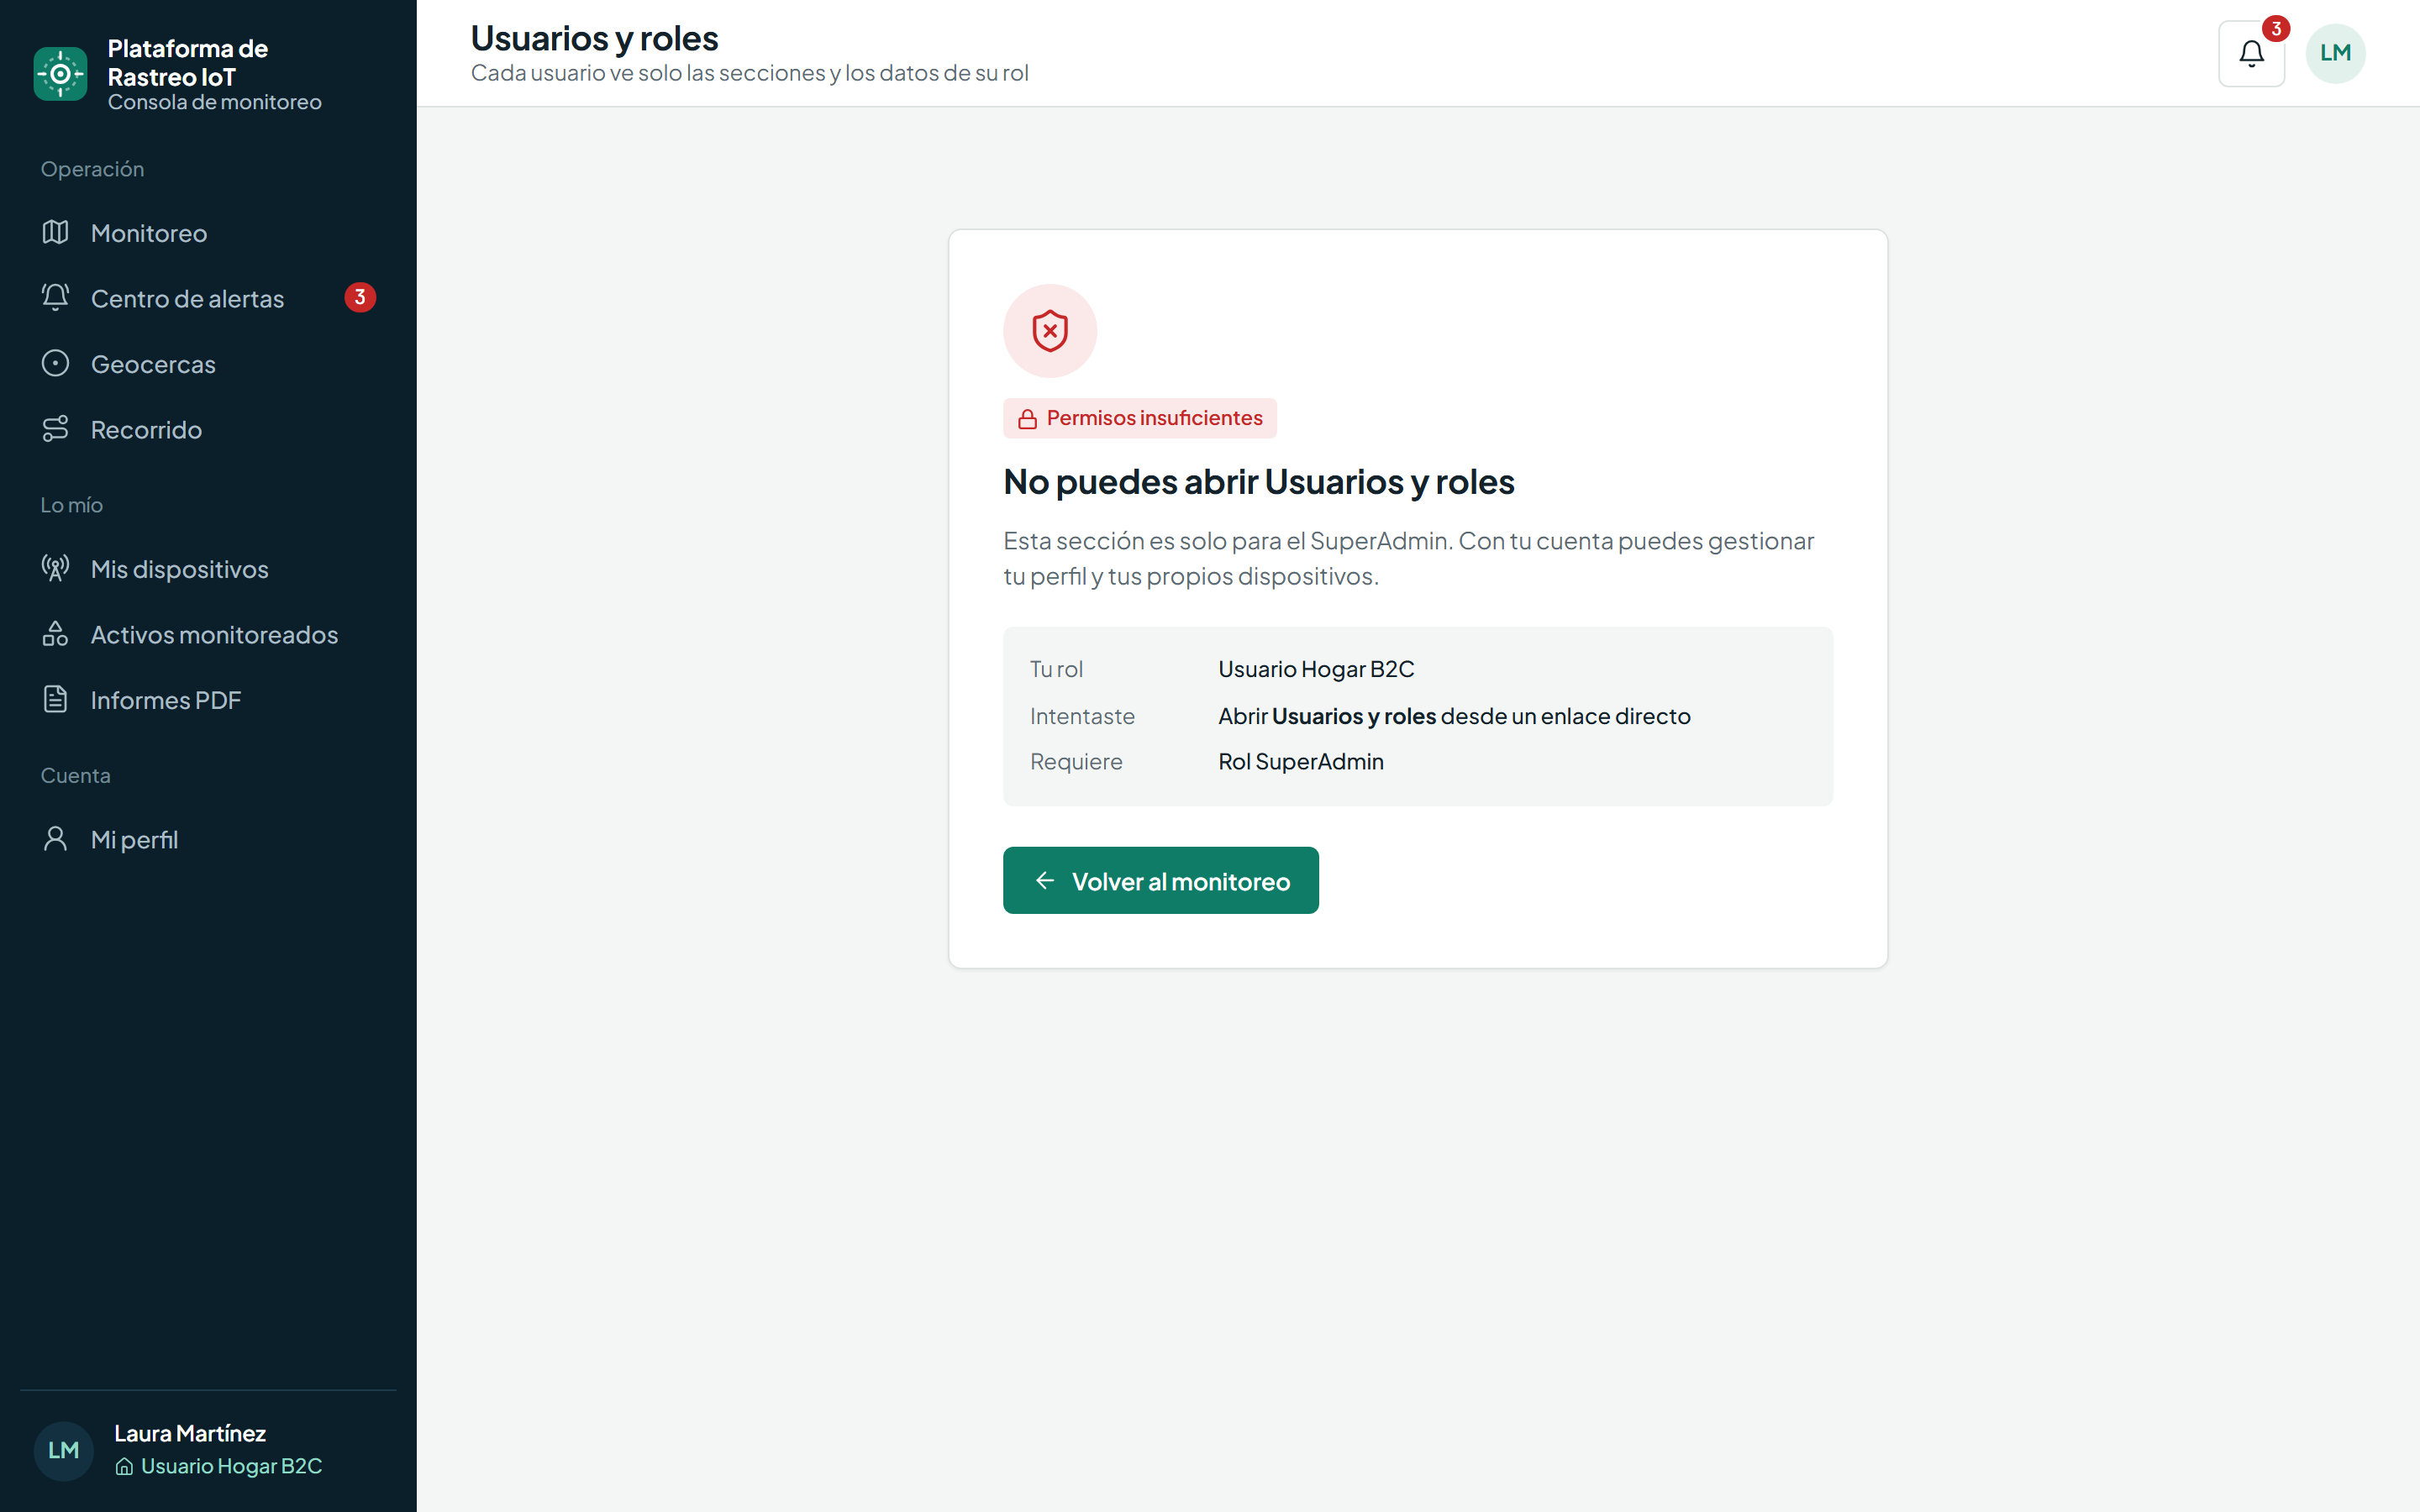 Plataforma de
Rastreo IoT
Consola de monitoreo
Operación
Monitoreo
Centro de alertas 3
Geocercas
Recorrido
Lo mío
Mis dispositivos
Activos monitoreados
Informes PDF
Cuenta
Mi perfil
LM
Laura Martínez
Usuario Hogar B2C
Usuarios y roles
Cada usuario ve solo las secciones y los datos de su rol
3
LM
Permisos insuficientes
No puedes abrir Usuarios y roles
Esta sección es solo para el SuperAdmin. Con tu cuenta puedes gestionar
tu perfil y tus propios dispositivos.
Tu rol Usuario Hogar B2C
Intentaste Abrir Usuarios y roles desde un enlace directo
Requiere Rol SuperAdmin
Volver al monitoreo